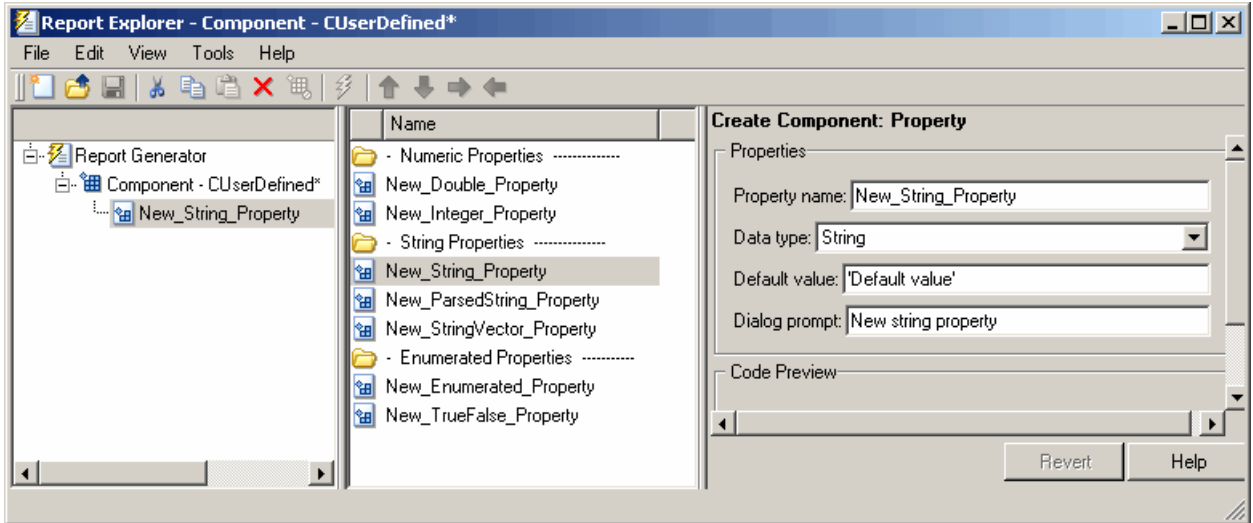 Report Explorer - Component - CUserDefined*
File Edit View Tools Help
Report Generator
Component - CUserDefined*
New_String_Property
Name
- Numeric Properties --------------
New_Double_Property
New_Integer_Property
- String Properties ---------------
New_String_Property
New_ParsedString_Property
New_StringVector_Property
- Enumerated Properties -----------
New_Enumerated_Property
New_TrueFalse_Property
Create Component: Property
Properties
Property name: New_String_Property
Data type: String
Default value: 'Default value'
Dialog prompt: New string property
Code Preview
Revert Help